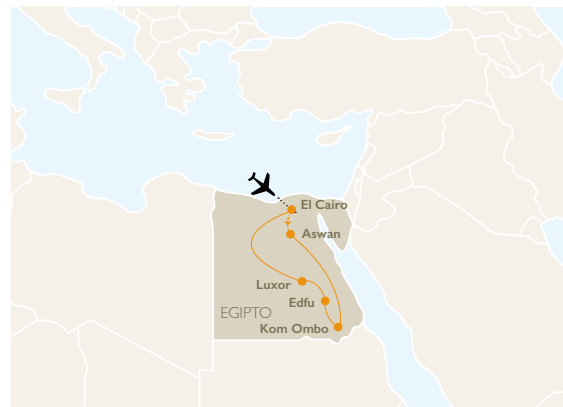 El Cairo
Aswan
Luxor
Edfu
EGIPTO
Kom Ombo